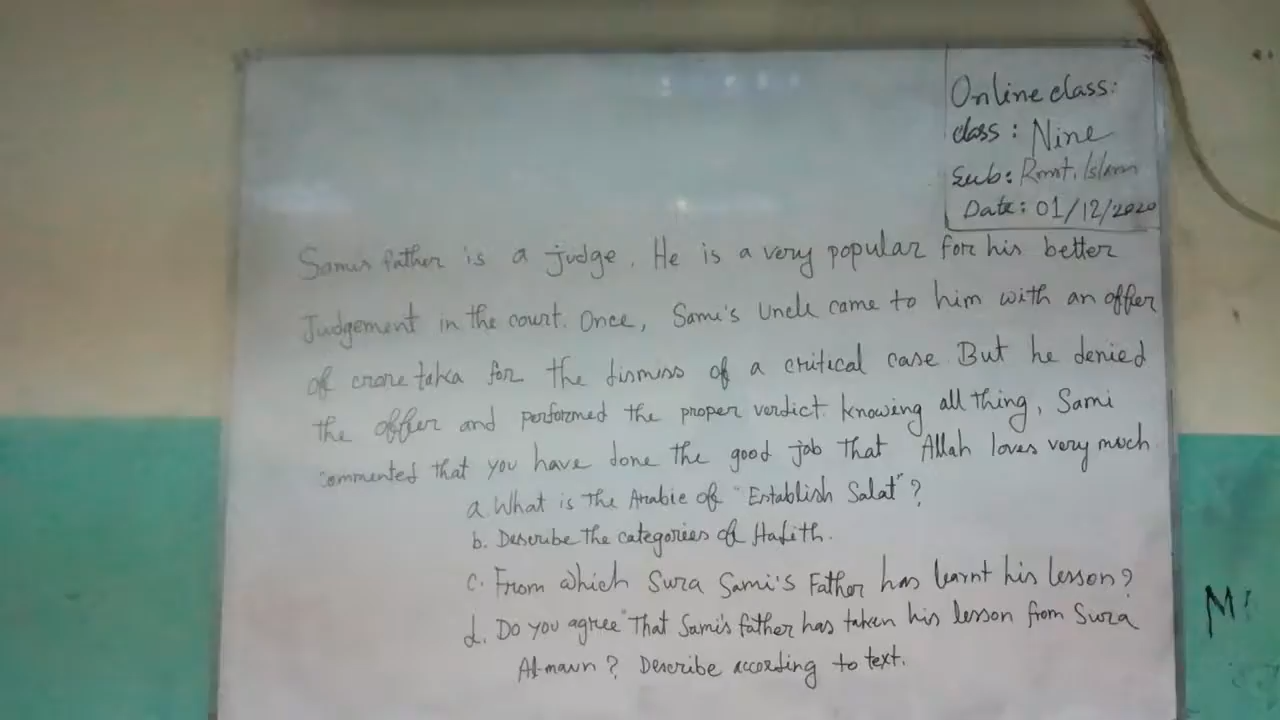 Online class:
class: Nine
Sub: Rmt. Islam
Date: 01/12/2020
Samis father is a judge. He is a very popular for his better
Judgement in the court. Once, Sami's Uncle came to him with an offer
of crore taka for the dismiss of a critical case. But he denied
the offer and performed the proper verdict. Knowing all thing, Sami
commented that you have done the good job that Allah loves very much
a. What is the Arabic of "Establish Salat"?
b. Describe the categories of Hadith.
c. From which Sura Sami's Father has learnt his lesson?
d. Do you agree "that Sami's father has taken his lesson from Sura
Al-maun? Describe according to text.